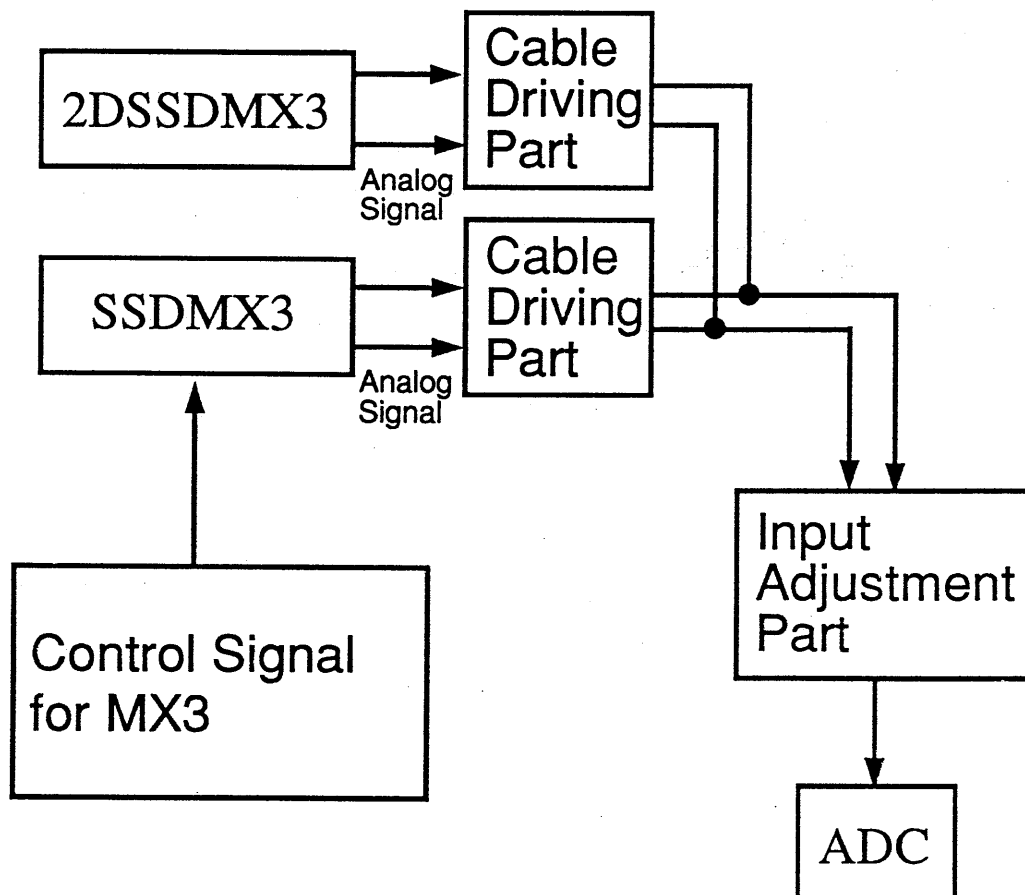 2DSSDMX3
Analog
Signal
Cable
Driving
Part
SSDMX3
Analog
Signal
Cable
Driving
Part
Control Signal
for MX3
Input
Adjustment
Part
ADC